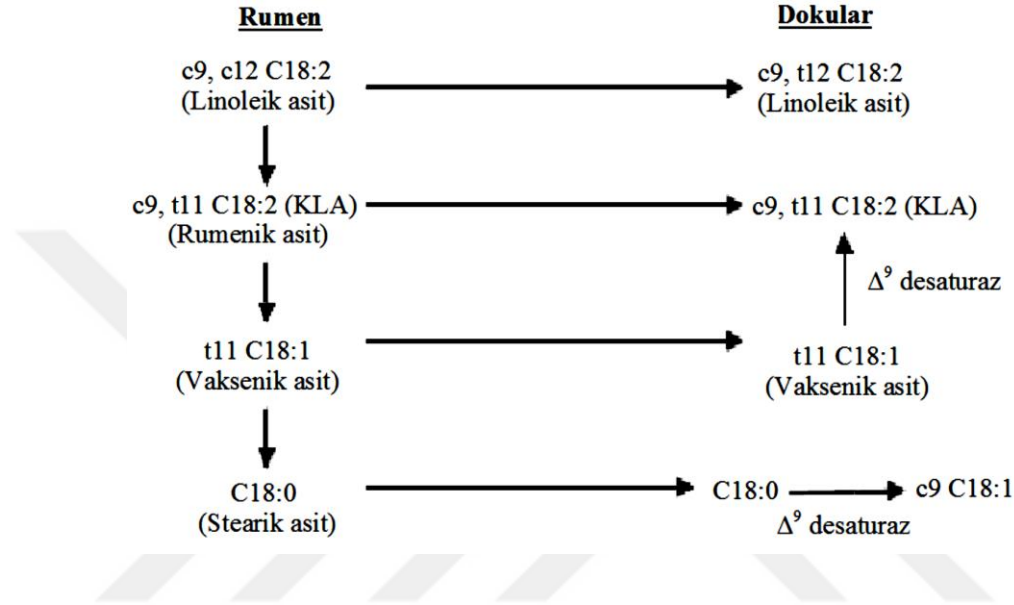 Rumen
Dokular
c9, c12 C18:2
(Linoleik asit)
c9, t12 C18:2
(Linoleik asit)
c9, t11 C18:2 (KLA)
(Rumenik asit)
c9, t11 C18:2 (KLA)
Δ⁹ desaturaz
t11 C18:1
(Vaksenik asit)
t11 C18:1
(Vaksenik asit)
C18:0
(Stearik asit)
C18:0
c9 C18:1
Δ⁹ desaturaz